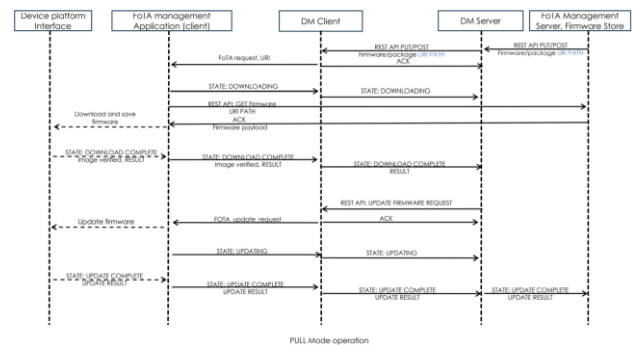 Device platform
Interface
FoTA management
Application (client)
DM Client
DM Server
FoTA Management
Server, Firmware Store
REST API PUT/POST
Firmware/package URI PATH
REST API PUT/POST
Firmware/package URI PATH
ACK
FoTA request, URI
STATE: DOWNLOADING
STATE: DOWNLOADING
REST API: GET Firmware
URI PATH
ACK
Firmware payload
Download and save
firmware
STATE: DOWNLOAD COMPLETE
Image verified, RESULT
STATE: DOWNLOAD COMPLETE
Image verified, RESULT
STATE: DOWNLOAD COMPLETE
RESULT
REST API: UPDATE FIRMWARE REQUEST
Update firmware
FOTA_update_request
ACK
STATE: UPDATING
STATE: UPDATING
STATE: UPDATE COMPLETE
UPDATE RESULT
STATE: UPDATE COMPLETE
UPDATE RESULT
STATE: UPDATE COMPLETE
UPDATE RESULT
STATE: UPDATE COMPLETE
UPDATE RESULT
PULL Mode operation